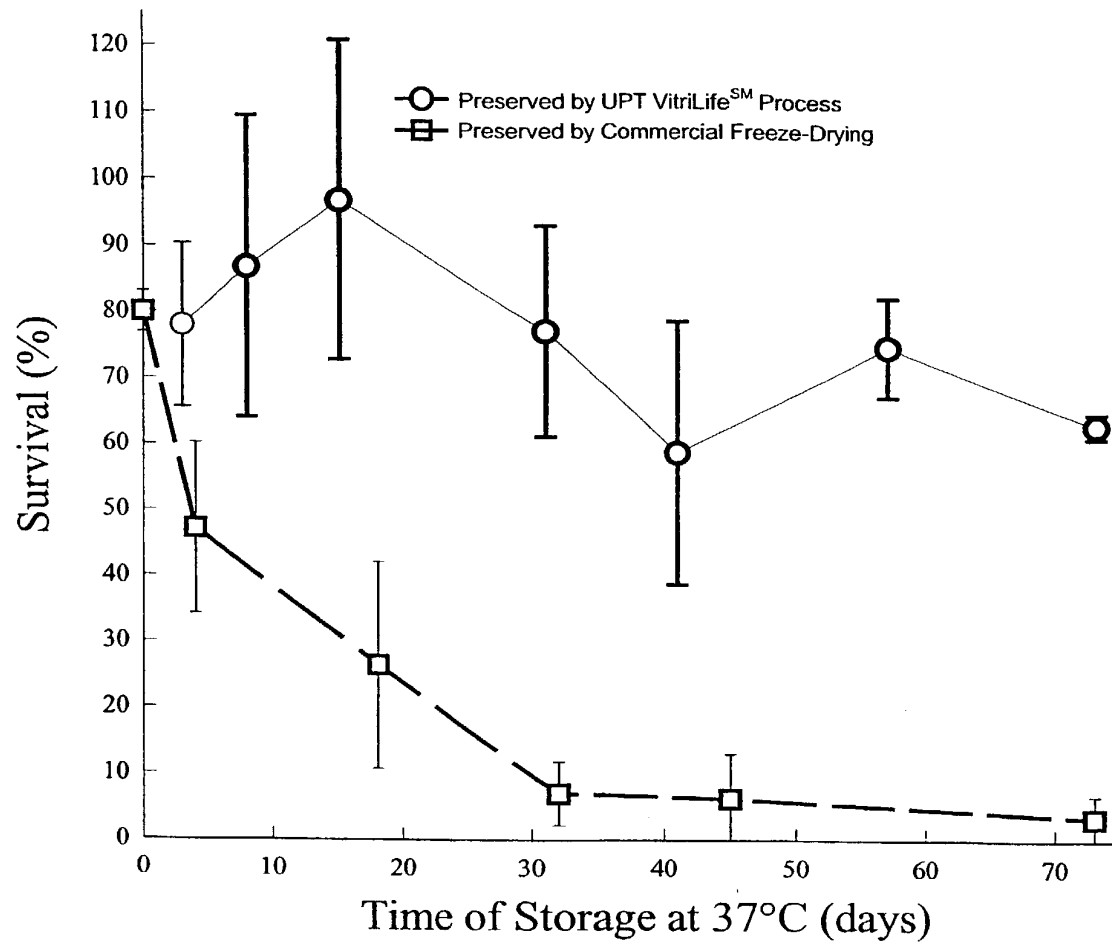 120
110
100
90
80
70
60
50
40
30
20
10
0
Survival (%)
Preserved by UPT VitriLife^SM Process
Preserved by Commercial Freeze-Drying
0 10 20 30 40 50 60 70
Time of Storage at 37°C (days)